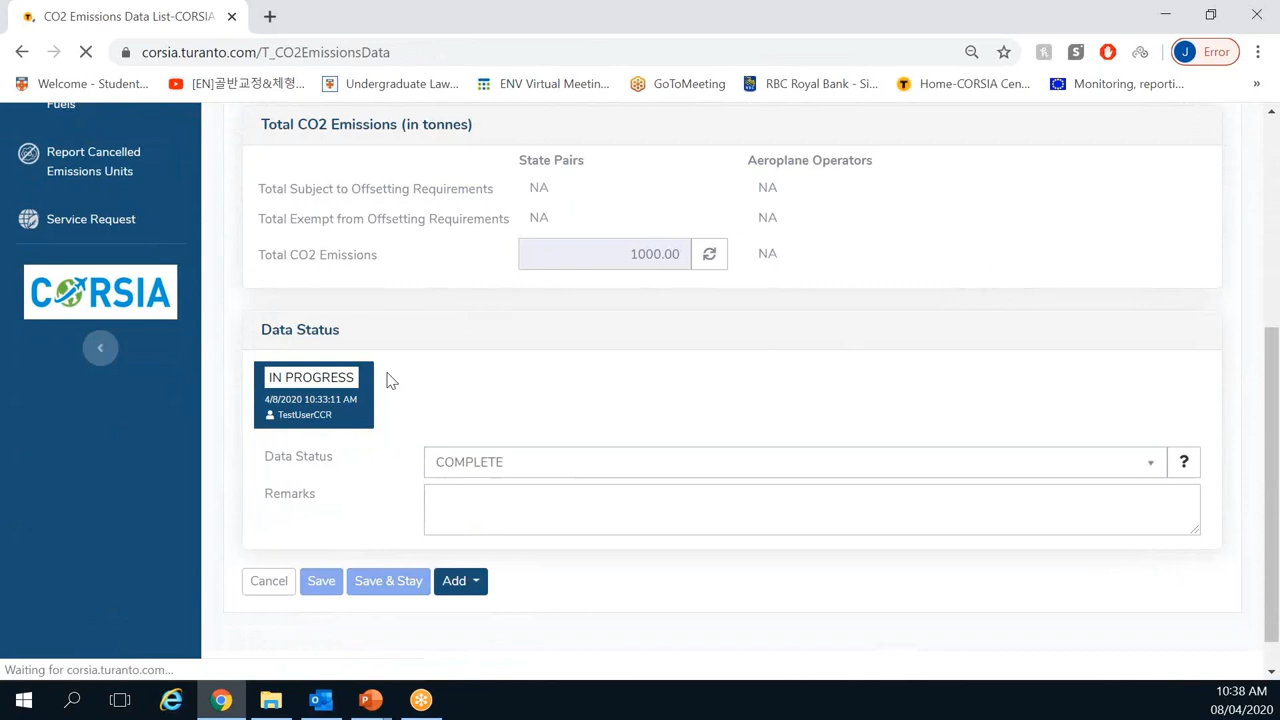 CO2 Emissions Data List-CORSIA
corsia.turanto.com/T_CO2EmissionsData
J Error
Welcome - Student... [EN]골반교정&체형... Undergraduate Law... ENV Virtual Meetin... GoToMeeting RBC Royal Bank - Si... Home-CORSIA Cen... Monitoring, reporti... »
Fuels
Report Cancelled
Emissions Units
Service Request
CORSIA
Total CO2 Emissions (in tonnes)
State Pairs Aeroplane Operators
Total Subject to Offsetting Requirements NA NA
Total Exempt from Offsetting Requirements NA NA
Total CO2 Emissions 1000.00 NA
Data Status
IN PROGRESS
4/8/2020 10:33:11 AM
TestUserCCR
Data Status COMPLETE ?
Remarks
Cancel Save Save & Stay Add
Waiting for corsia.turanto.com...
10:38 AM
08/04/2020